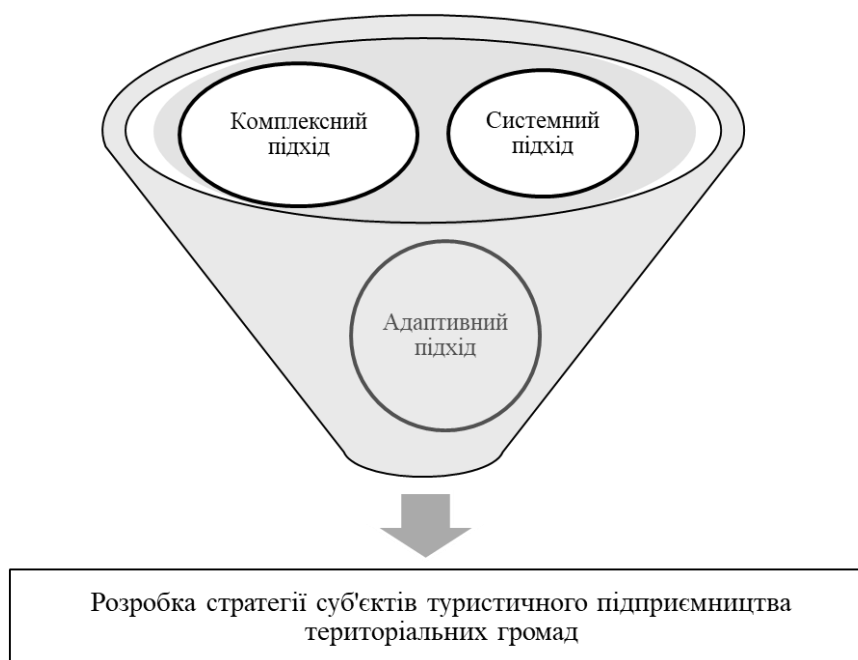 Комплексний
підхід
Системний
підхід
Адаптивний
підхід
Розробка стратегії суб'єктів туристичного підприємництва
територіальних громад